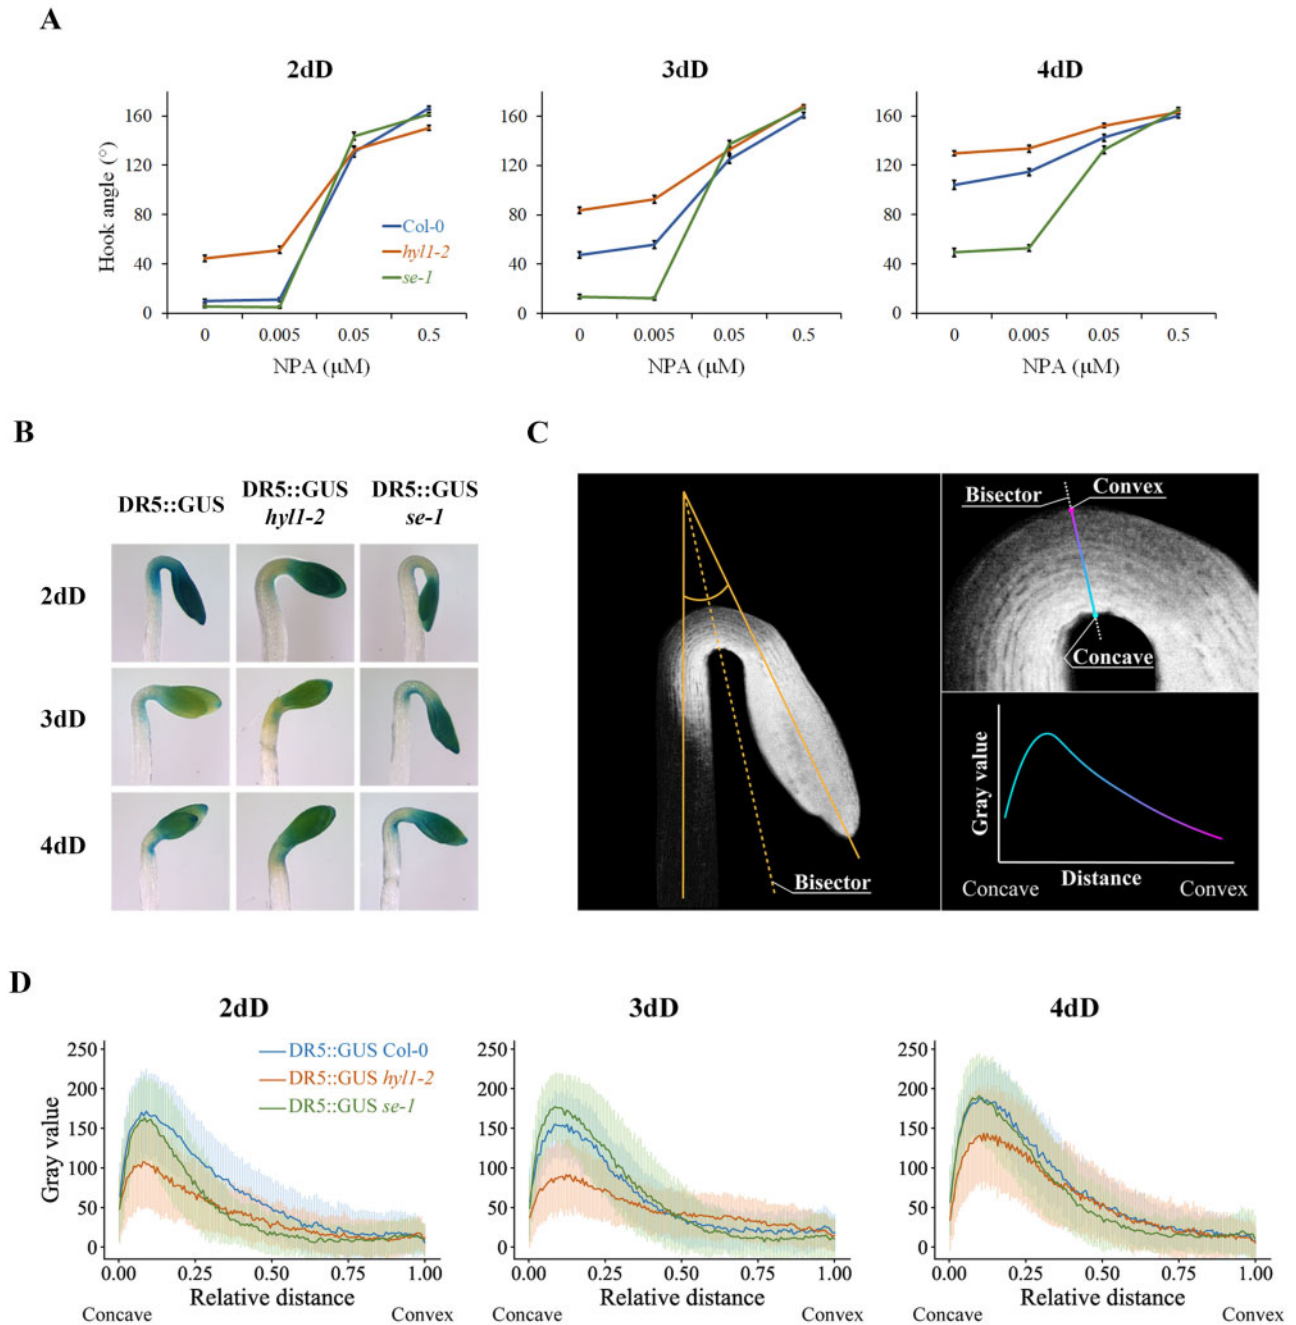 A
2dD
3dD
4dD
Hook angle (°)
160
120
80
40
0
Col-0
hyl1-2
se-1
0
0.005
0.05
0.5
NPA (μM)
160
120
80
40
0
0
0.005
0.05
0.5
NPA (μM)
160
120
80
40
0
0
0.005
0.05
0.5
NPA (μM)
B
DR5::GUS
DR5::GUS
hyl1-2
DR5::GUS
se-1
2dD
3dD
4dD
C
Bisector
Bisector
Convex
Concave
Gray value
Distance
Concave
Convex
D
2dD
3dD
4dD
Gray value
250
200
150
100
50
0
DR5::GUS Col-0
DR5::GUS hyl1-2
DR5::GUS se-1
0.00
0.25
0.50
0.75
1.00
Relative distance
Concave
Convex
250
200
150
100
50
0
0.00
0.25
0.50
0.75
1.00
Relative distance
Concave
Convex
250
200
150
100
50
0
0.00
0.25
0.50
0.75
1.00
Relative distance
Concave
Convex